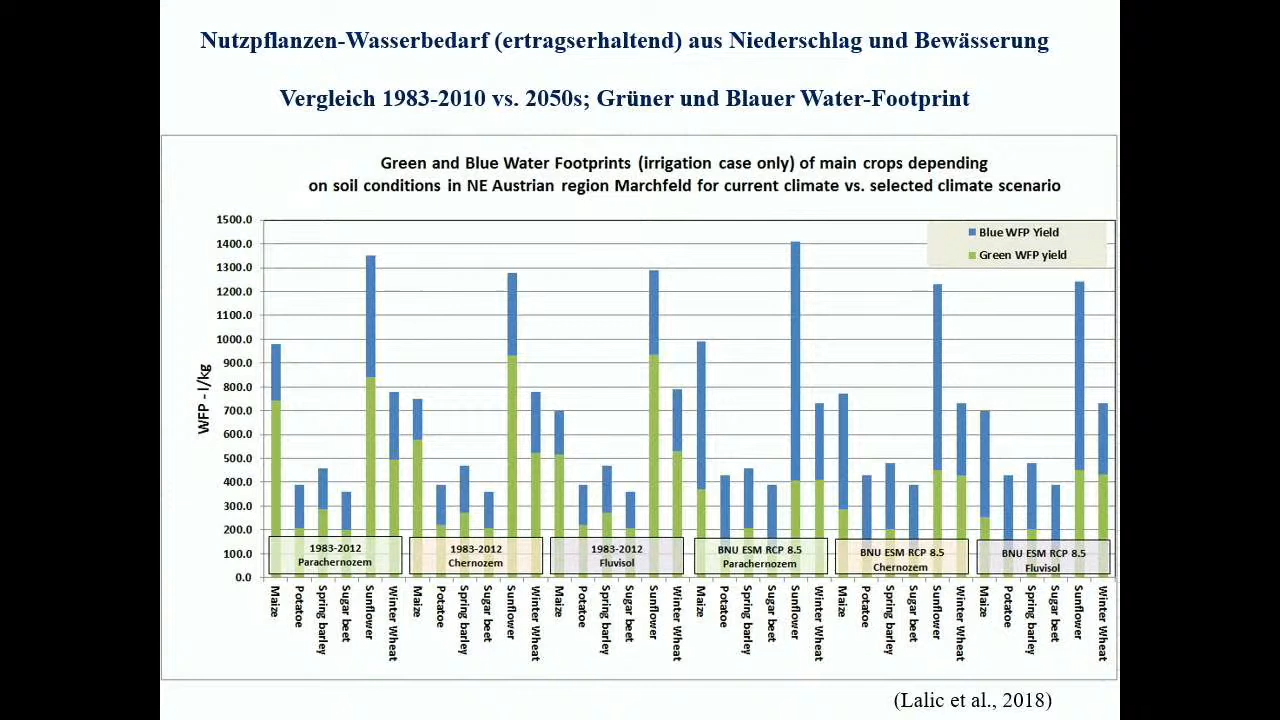 Nutzpflanzen-Wasserbedarf (ertragserhaltend) aus Niederschlag und Bewässerung
Vergleich 1983-2010 vs. 2050s; Grüner und Blauer Water-Footprint
Green and Blue Water Footprints (irrigation case only) of main crops depending
on soil conditions in NE Austrian region Marchfeld for current climate vs. selected climate scenario
Blue WFP Yield
Green WFP yield
WFP - l/kg
1500.0
1400.0
1300.0
1200.0
1100.0
1000.0
900.0
800.0
700.0
600.0
500.0
400.0
300.0
200.0
100.0
0.0
1983-2012
Parachernozem
1983-2012
Chernozem
1983-2012
Fluvisol
BNU ESM RCP 8.5
Parachernozem
BNU ESM RCP 8.5
Chernozem
BNU ESM RCP 8.5
Fluvisol
Maize
Potatoe
Spring barley
Sugar beet
Sunflower
Winter Wheat
Maize
Potatoe
Spring barley
Sugar beet
Sunflower
Winter Wheat
Maize
Potatoe
Spring barley
Sugar beet
Sunflower
Winter Wheat
Maize
Potatoe
Spring barley
Sugar beet
Sunflower
Winter Wheat
Maize
Potatoe
Spring barley
Sugar beet
Sunflower
Winter Wheat
Maize
Potatoe
Spring barley
Sugar beet
Sunflower
Winter Wheat
(Lalic et al., 2018)